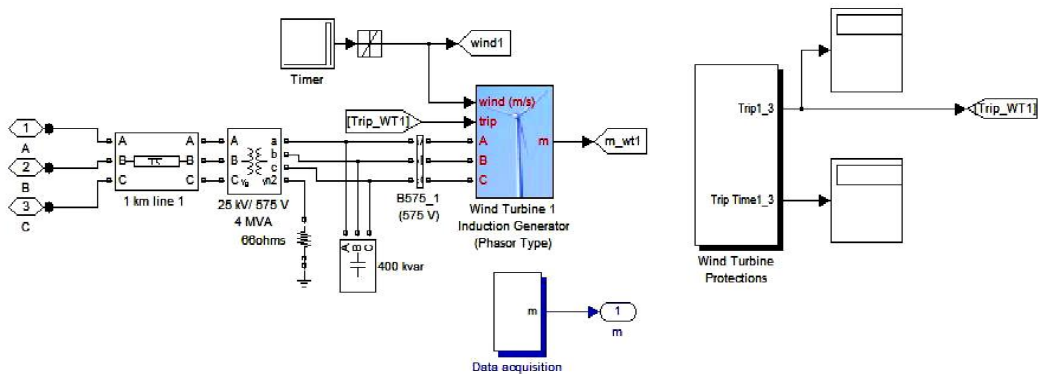 Timer
wind1
[Trip_WT1]
wind (m/s)
trip
A
B
C
m
m_wt1
1
A
2
B
3
C
A
B
C
A
B
C
1 km line 1
A
B
C
Yg
a
b
c
yn2
25 kV/ 575 V
4 MVA
66ohms
A
B
C
400 kvar
B575_1
(575 V)
Wind Turbine 1
Induction Generator
(Phasor Type)
m
1
m
Data acquisition
Trip1_3
[Trip_WT1]
Trip Time1_3
Wind Turbine
Protections